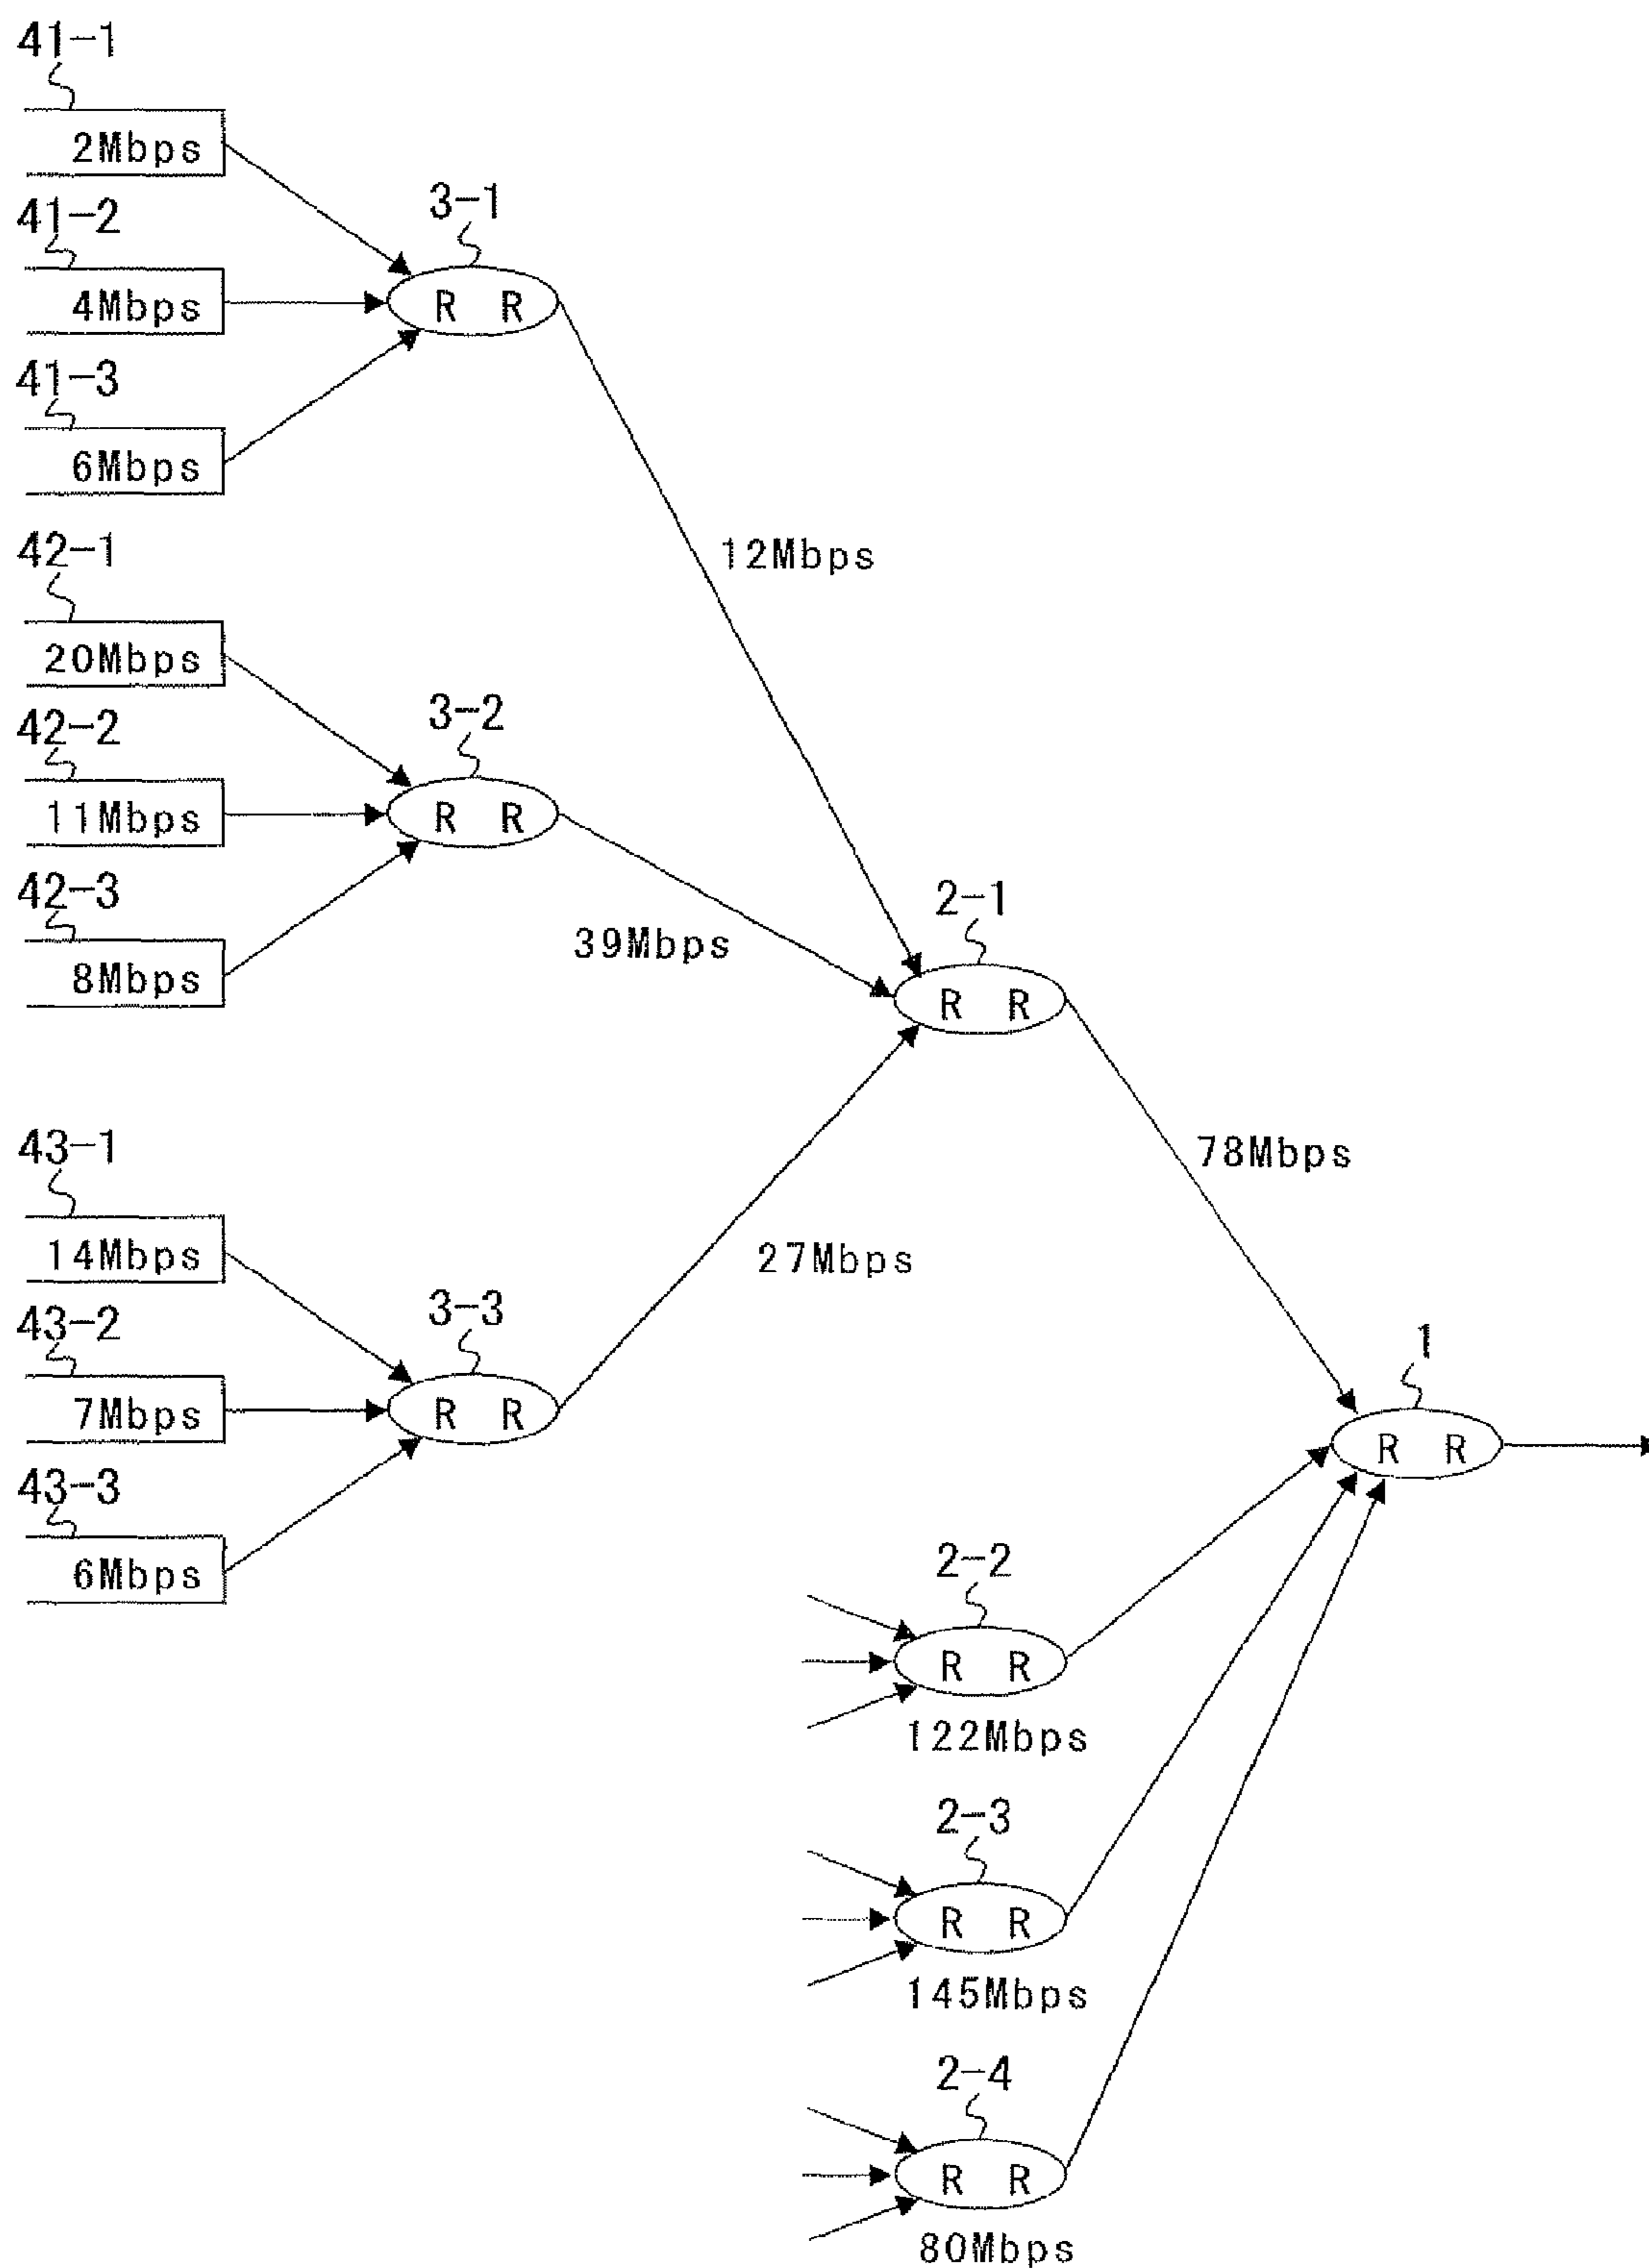 41-1
2Mbps
41-2
4Mbps
41-3
6Mbps
3-1
R R
12Mbps
42-1
20Mbps
42-2
11Mbps
42-3
8Mbps
3-2
R R
39Mbps
2-1
R R
78Mbps
43-1
14Mbps
43-2
7Mbps
43-3
6Mbps
3-3
R R
27Mbps
1
R R
2-2
R R
122Mbps
2-3
R R
145Mbps
2-4
R R
80Mbps